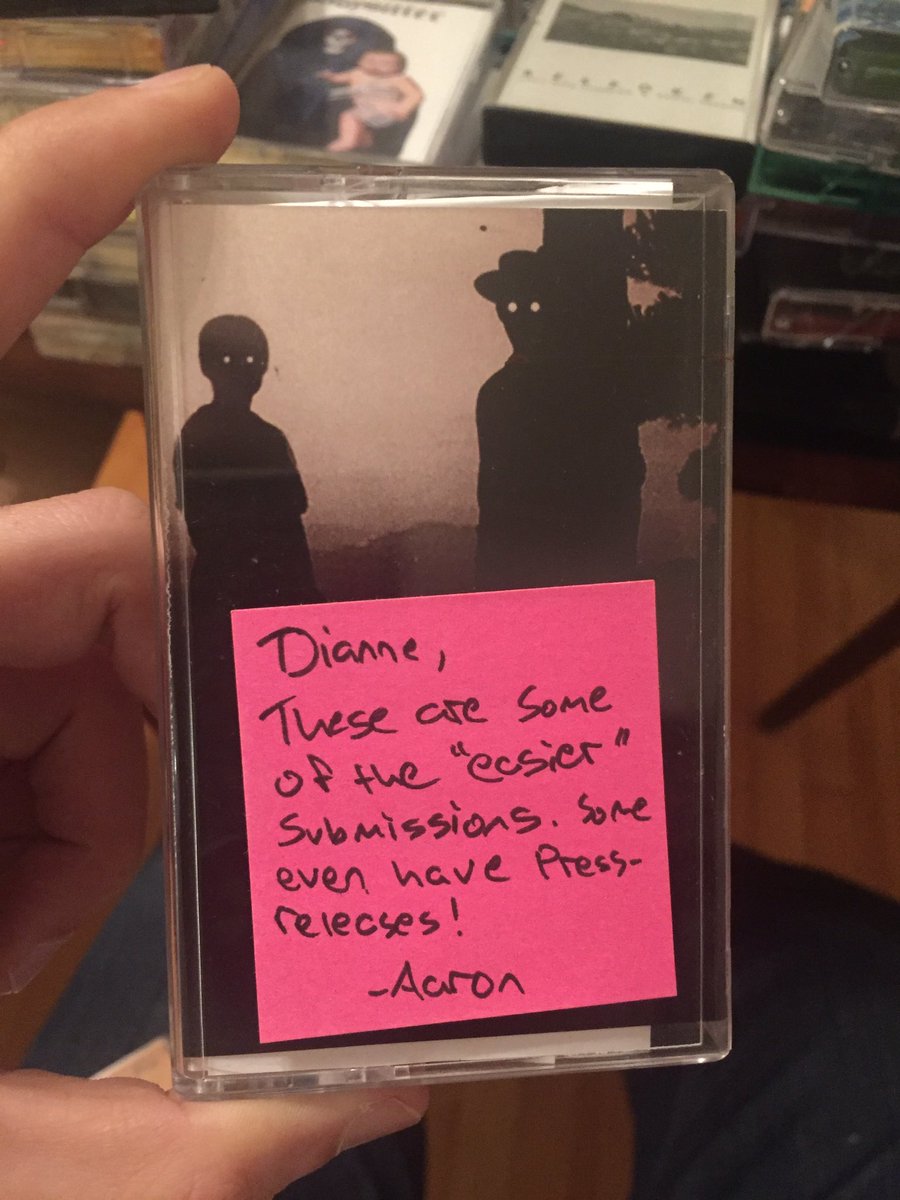 Dianne,
These are some
of the "easier"
submissions. Some
even have Press-
releases!
-Aaron